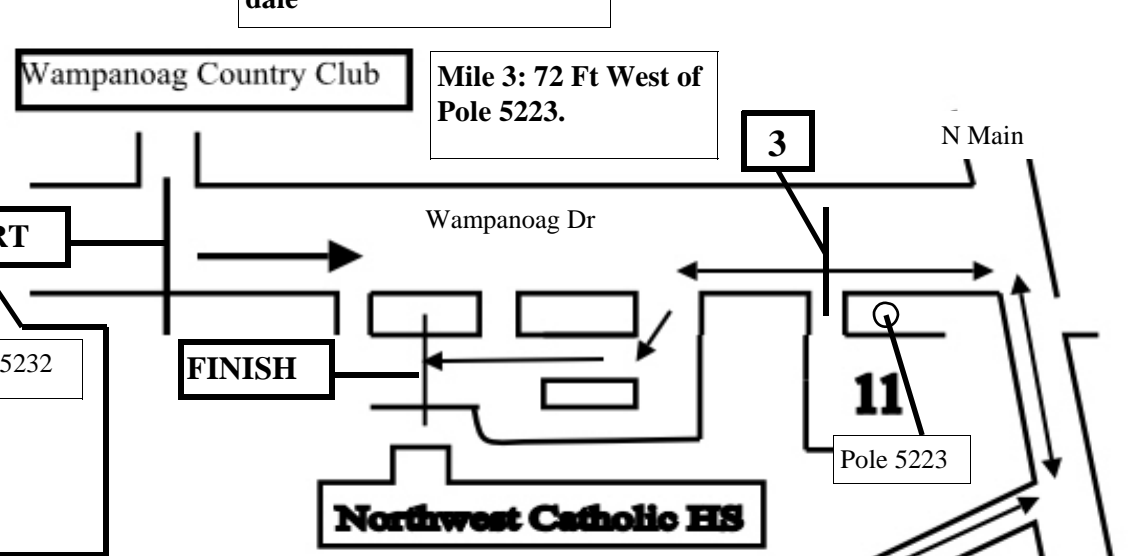 dale
Wampanoag Country Club
Mile 3: 72 Ft West of
Pole 5223.
3
N Main
Wampanoag Dr
RT
FINISH
5232
11
Pole 5223
Northwest Catholic HS